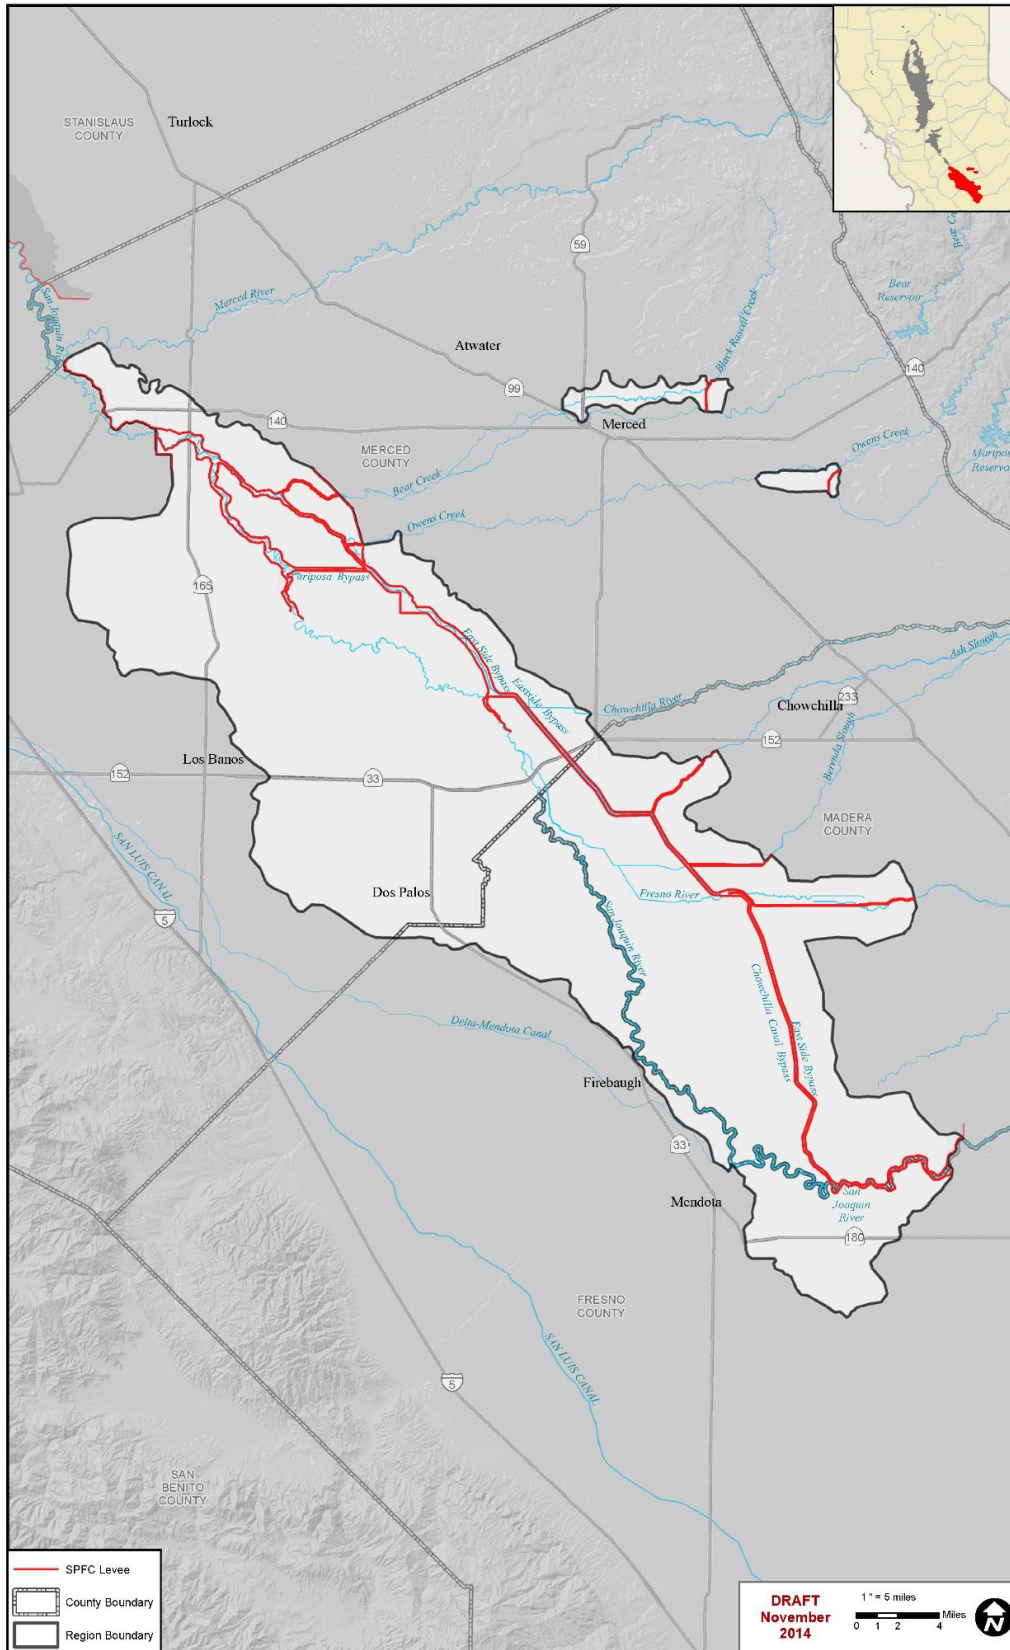 STANISLAUS
COUNTY
Turlock
59
Merced River
San Joaquin River
Bear
Reservoir
Black Rascal Creek
Atwater
99
140
140
Merced
MERCED
COUNTY
Bear Creek
Owens Creek
Owens Creek
Mariposa
Reservoir
165
ariposa Bypass
East Side Bypass
Eastside Bypass
Ash Slough
Chowchilla River
Chowchilla
233
152
Berenda Slough
Los Banos
152
33
MADERA
COUNTY
SAN LUIS CANAL
5
Dos Palos
Fresno River
San Joaquin River
Chowchilla
Canal Bypass
East Side Bypass
Delta-Mendota Canal
Firebaugh
33
Mendota
San
Joaquin
River
180
FRESNO
COUNTY
SAN LUIS CANAL
5
SAN
BENITO
COUNTY
SPFC Levee
County Boundary
Region Boundary
DRAFT
November
2014
1 " = 5 miles
Miles
0 1 2 4
N